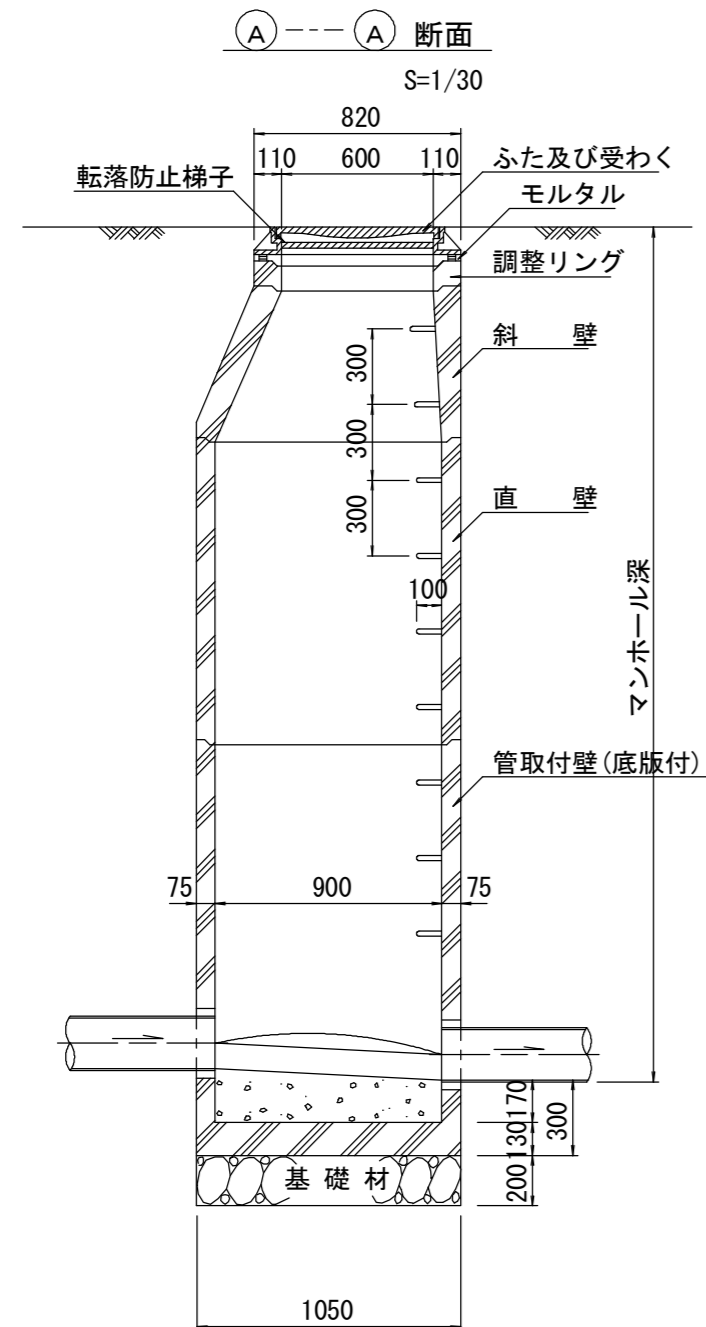 A A 断面
S=1/30
820
110 600 110
転落防止梯子
ふた及び受わく
モルタル
調整リング
斜 壁
300
300
300
直 壁
100
マンホール深
管取付壁(底版付)
75 900 75
170
300
130
200
基 礎 材
1050